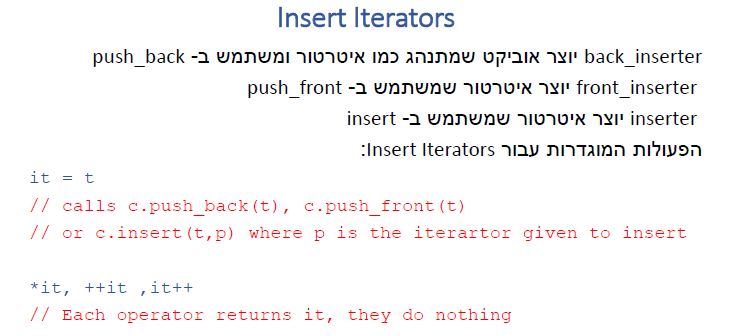 Insert Iterators
back_inserter יוצר אוביקט שמתנהג כמו איטרטור ומשתמש ב- push_back
front_inserter יוצר איטרטור שמשתמש ב- push_front
inserter יוצר איטרטור שמשתמש ב- insert
הפעולות המוגדרות עבור Insert Iterators:
it = t
// calls c.push_back(t), c.push_front(t)
// or c.insert(t,p) where p is the iterartor given to insert
*it, ++it ,it++
// Each operator returns it, they do nothing